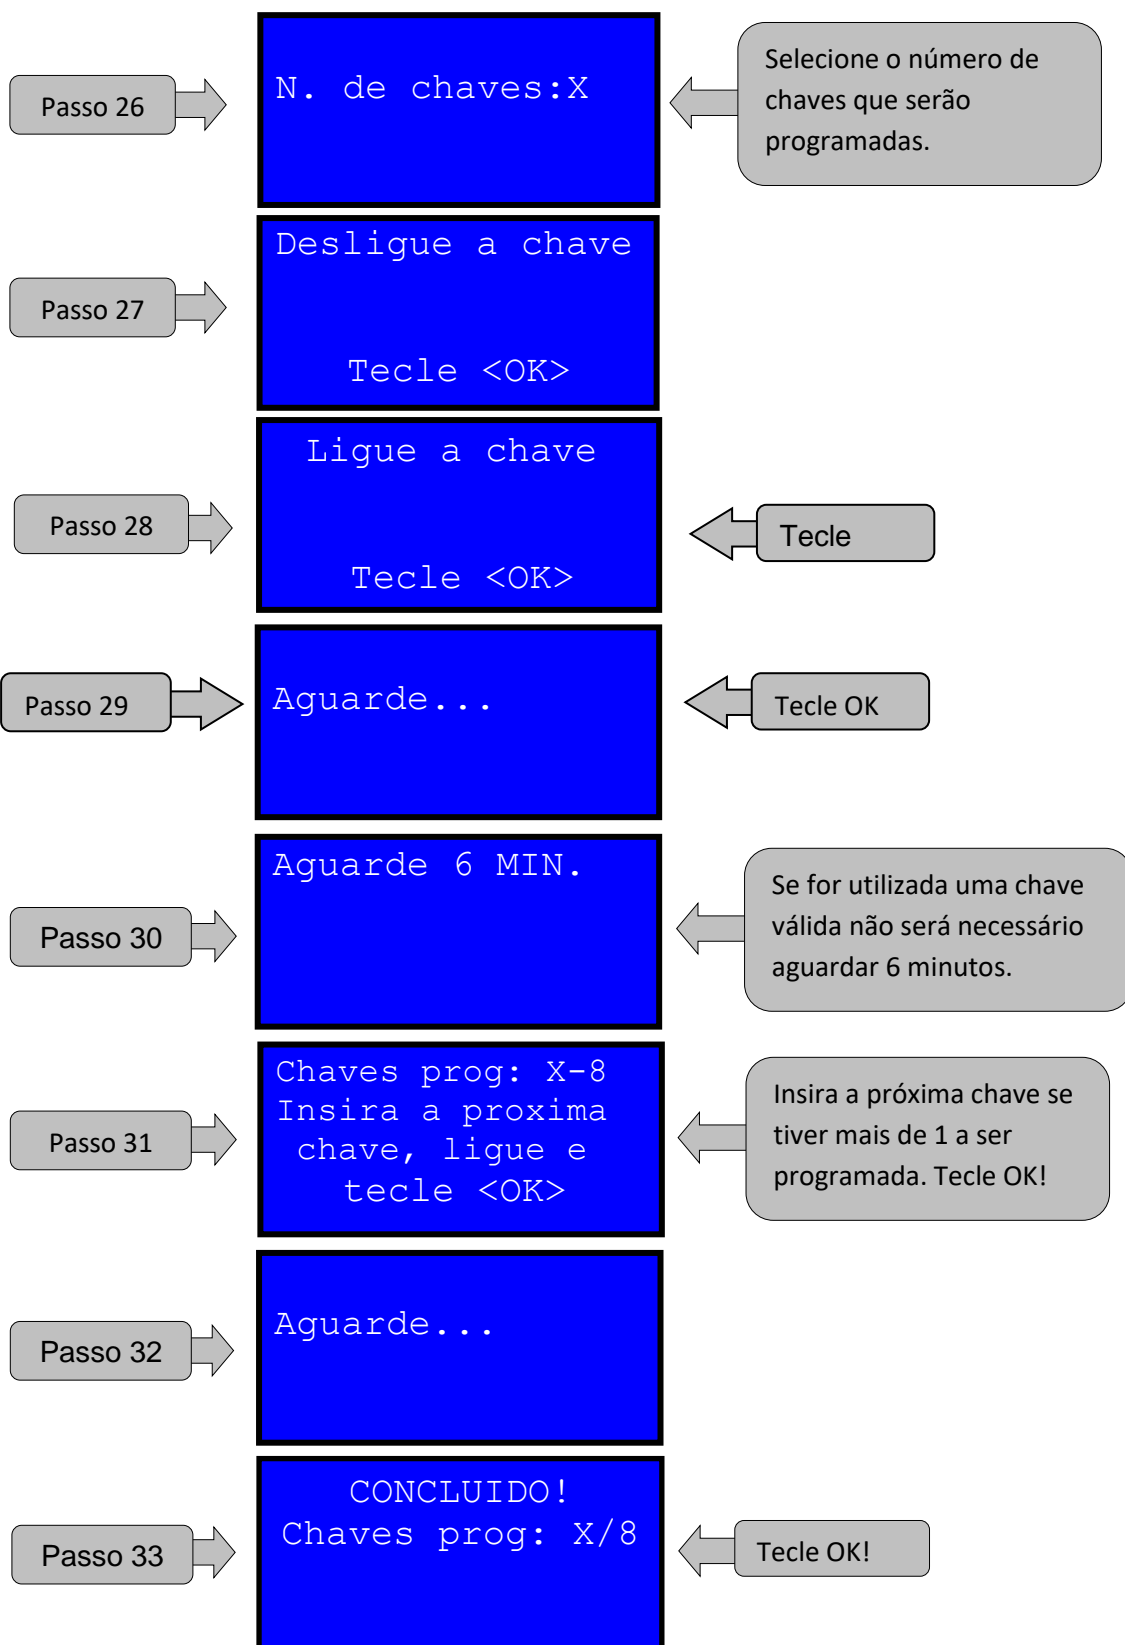 Passo 26
N. de chaves:X
Selecione o número de
chaves que serão
programadas.
Passo 27
Desligue a chave
Tecle <OK>
Passo 28
Ligue a chave
Tecle <OK>
Tecle
Passo 29
Aguarde...
Tecle OK
Passo 30
Aguarde 6 MIN.
Se for utilizada uma chave
válida não será necessário
aguardar 6 minutos.
Passo 31
Chaves prog: X-8
Insira a proxima
chave, ligue e
tecle <OK>
Insira a próxima chave se
tiver mais de 1 a ser
programada. Tecle OK!
Passo 32
Aguarde...
Passo 33
CONCLUIDO!
Chaves prog: X/8
Tecle OK!